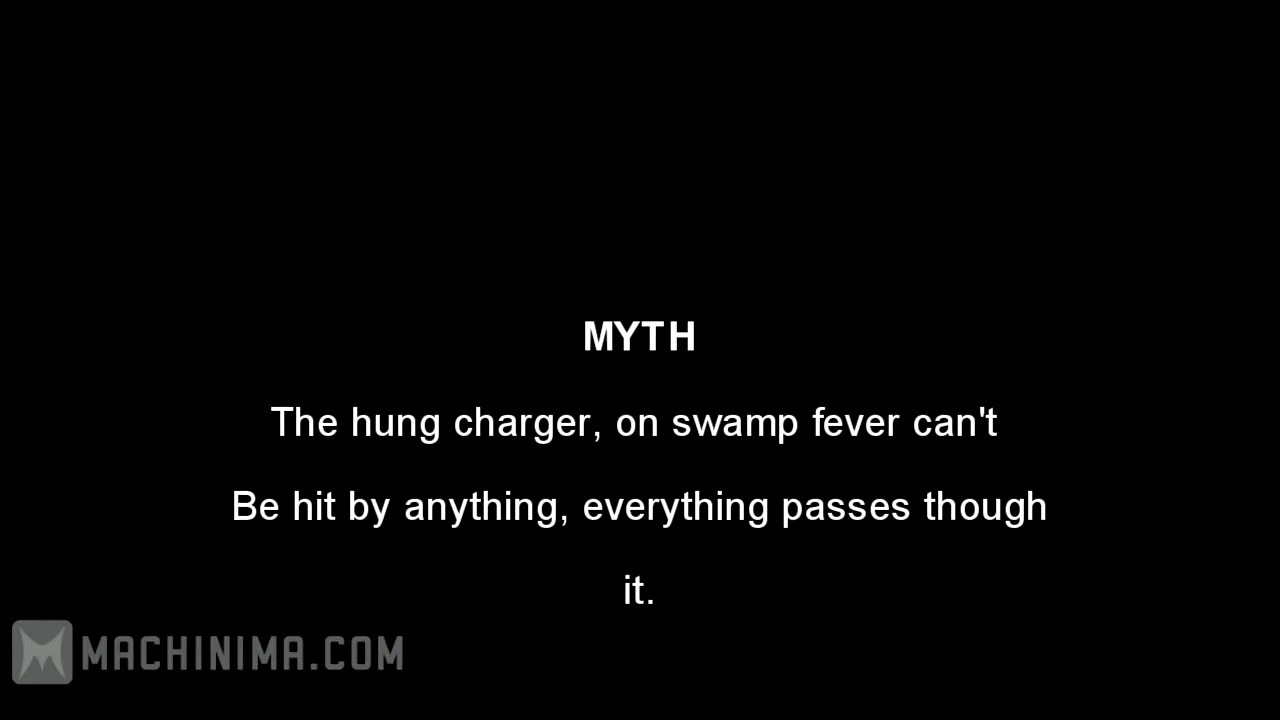 MYTH
The hung charger, on swamp fever can't
Be hit by anything, everything passes though
it.
MACHINIMA.COM